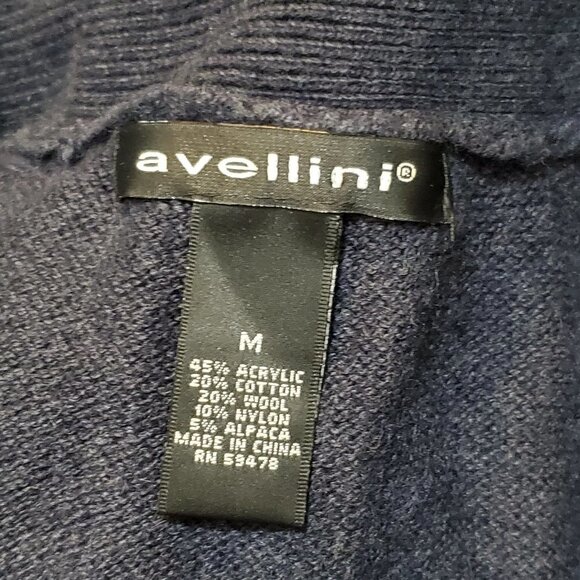 avellini®
M
45% ACRYLIC
20% COTTON
20% WOOL
10% NYLON
5% ALPACA
MADE IN CHINA
RN 59478